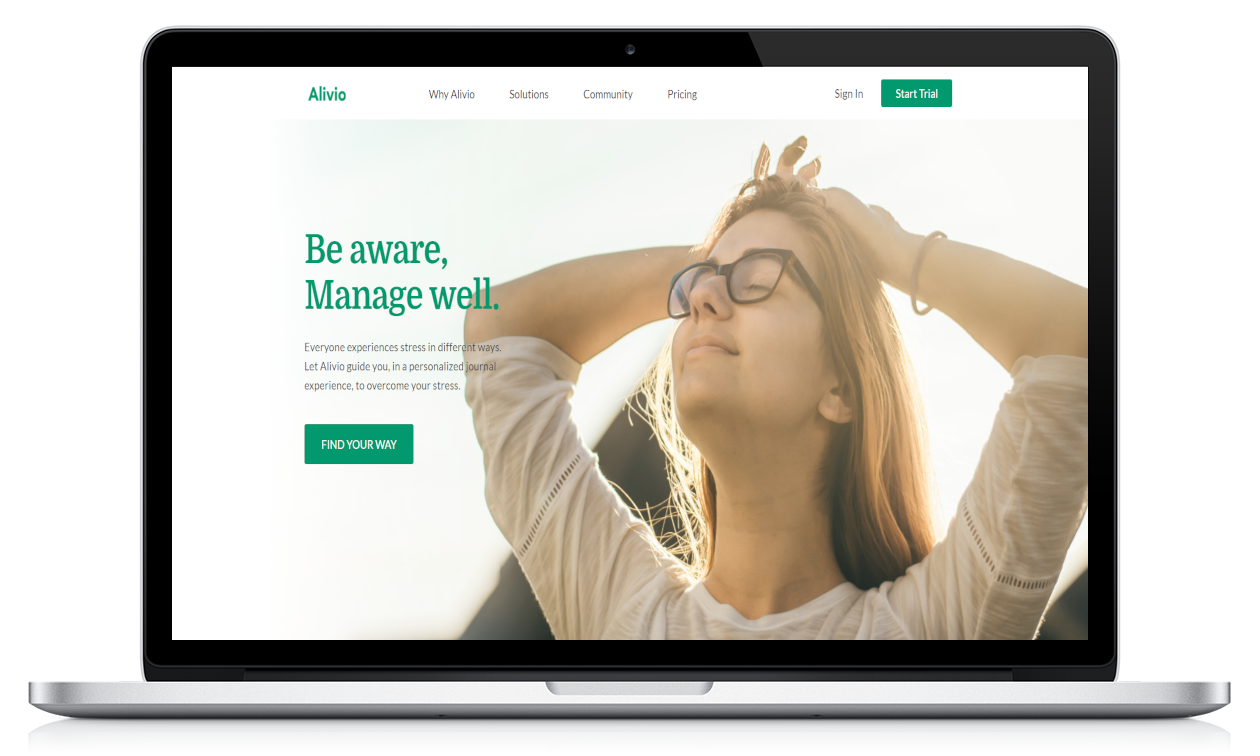 Alivio
Why Alivio
Solutions
Community
Pricing
Sign In
Start Trial
Be aware,
Manage well.
Everyone experiences stress in different ways.
Let Alivio guide you, in a personalized journal
experience, to overcome your stress.
FIND YOUR WAY